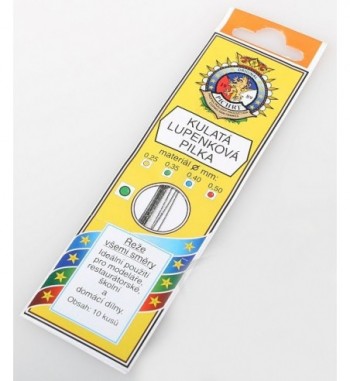 PILHRT
KULATÁ
LUPENKOVÁ
PILKA
materiál ø mm:
0,25 0,35 0,40 0,50
Řeže
všemi směry
Ideální použití
pro modeláře,
restaurátorské,
školní
a
domácí dílny.
Obsah: 10 kusů